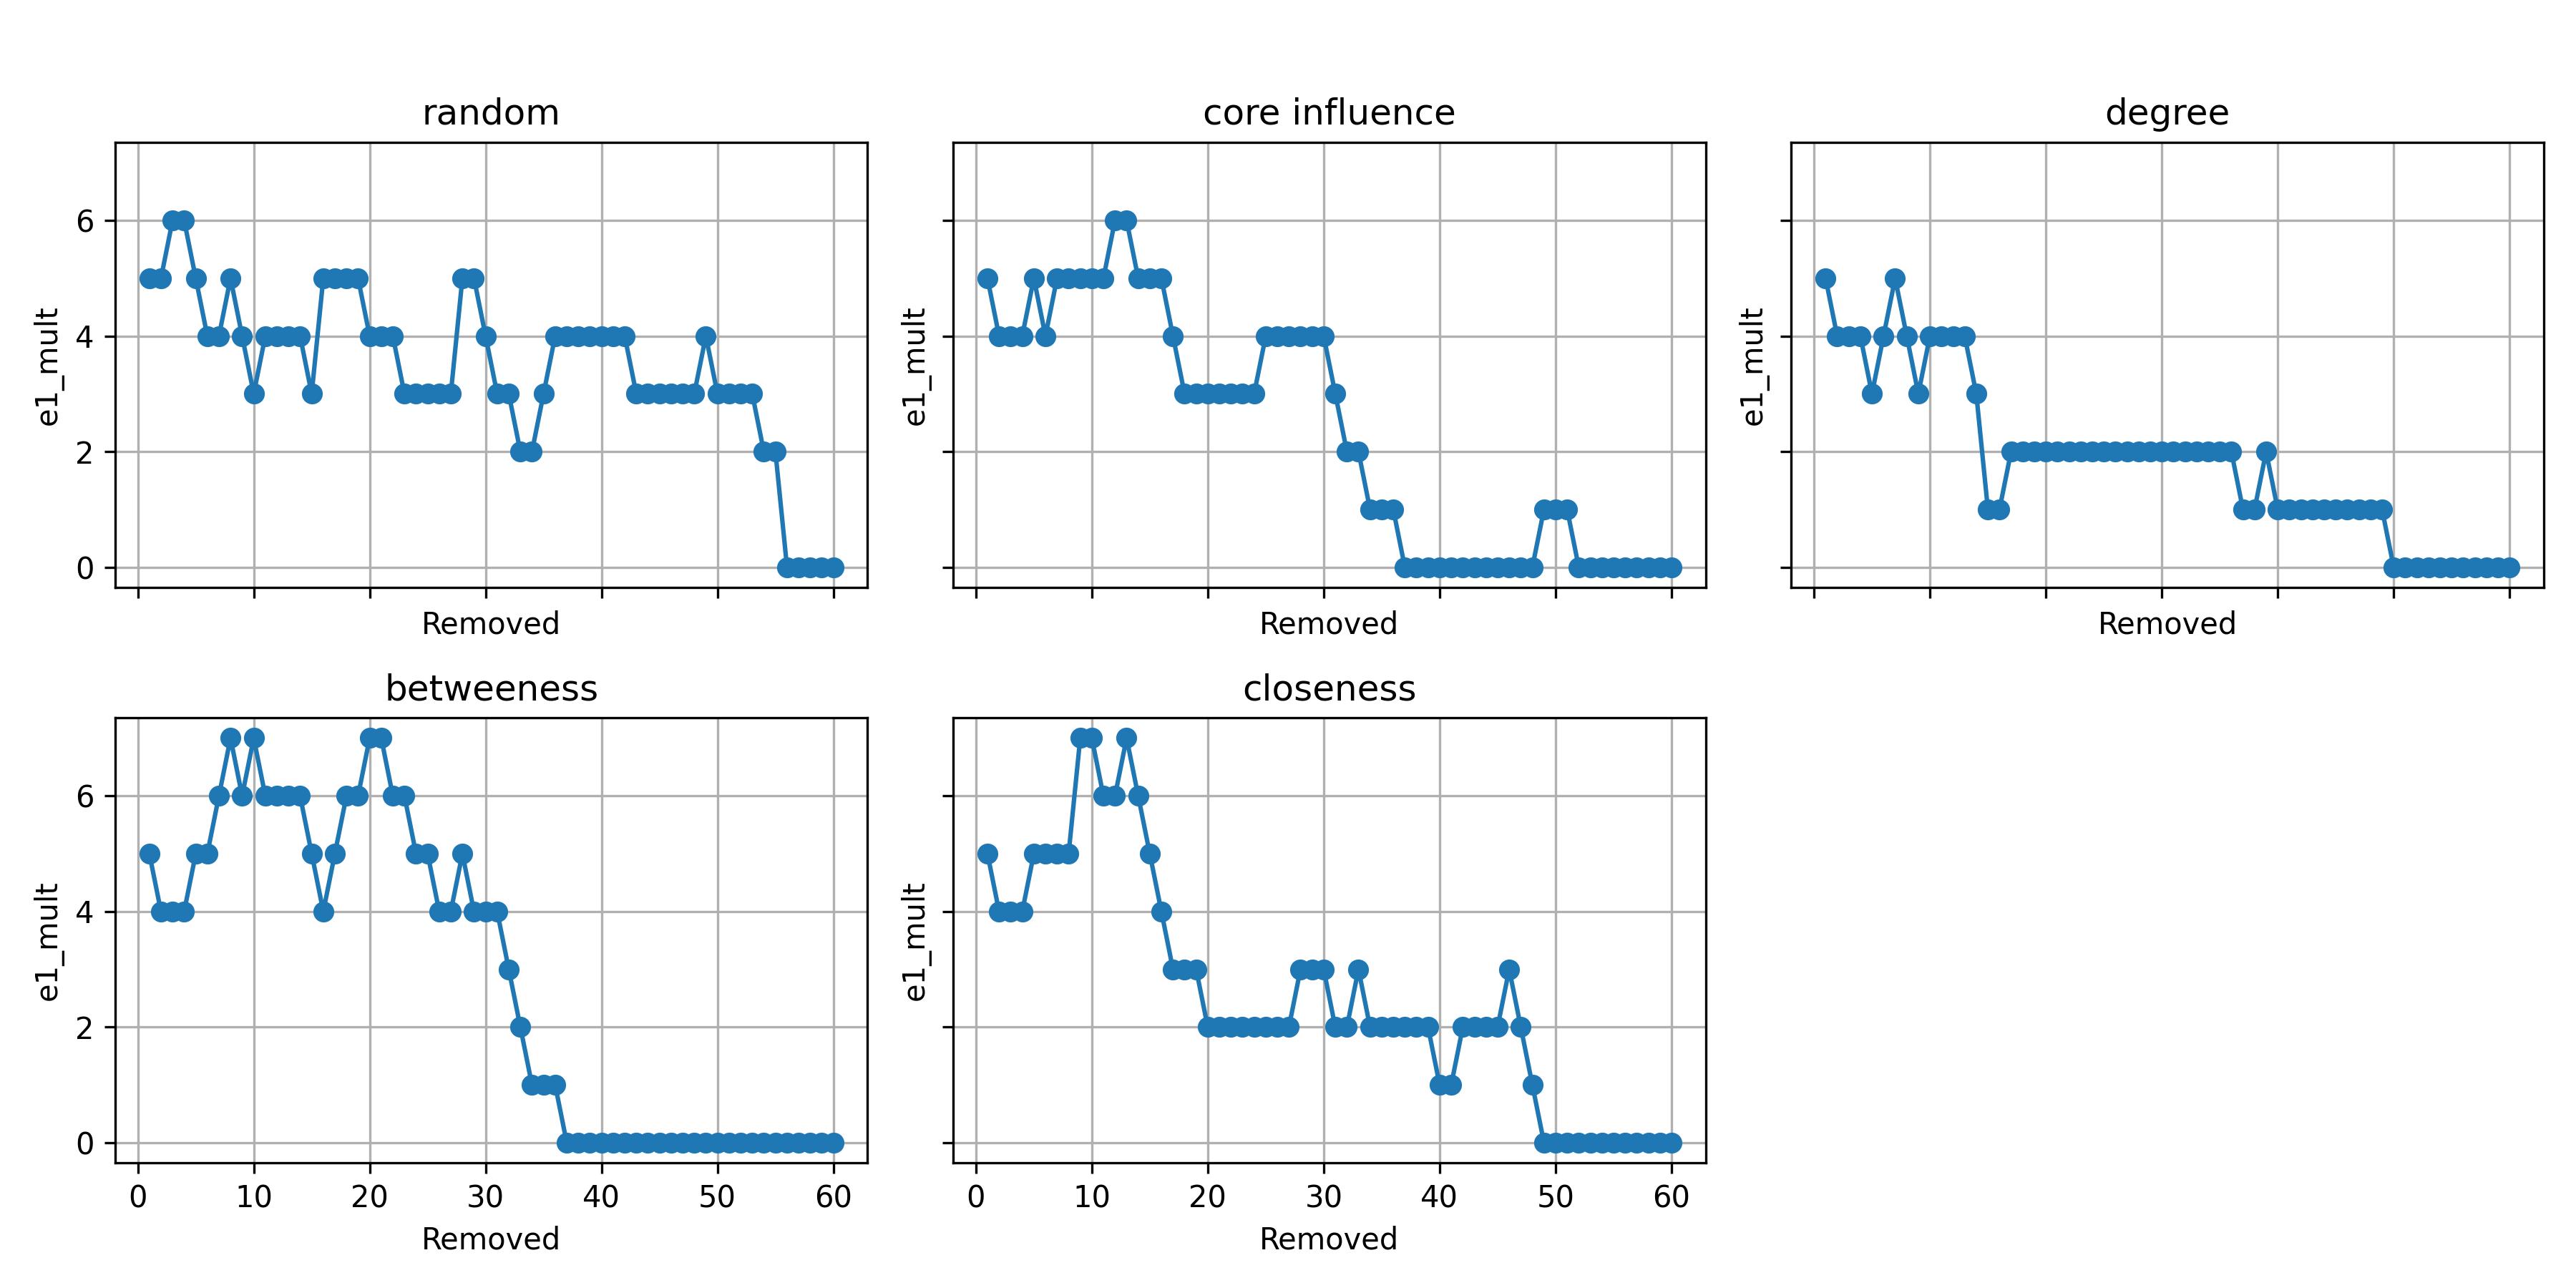 random
core influence
degree
e1_mult
6
4
2
0
Removed
e1_mult
Removed
e1_mult
Removed
betweeness
closeness
e1_mult
6
4
2
0
0 10 20 30 40 50 60
Removed
e1_mult
0 10 20 30 40 50 60
Removed